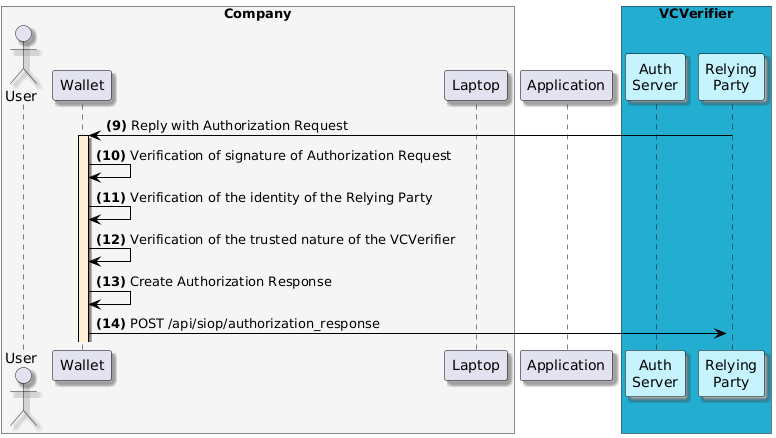 Company
VCVerifier
User
Wallet
Laptop
Application
Auth
Server
Relying
Party
(9) Reply with Authorization Request
(10) Verification of signature of Authorization Request
(11) Verification of the identity of the Relying Party
(12) Verification of the trusted nature of the VCVerifier
(13) Create Authorization Response
(14) POST /api/siop/authorization_response
User
Wallet
Laptop
Application
Auth
Server
Relying
Party